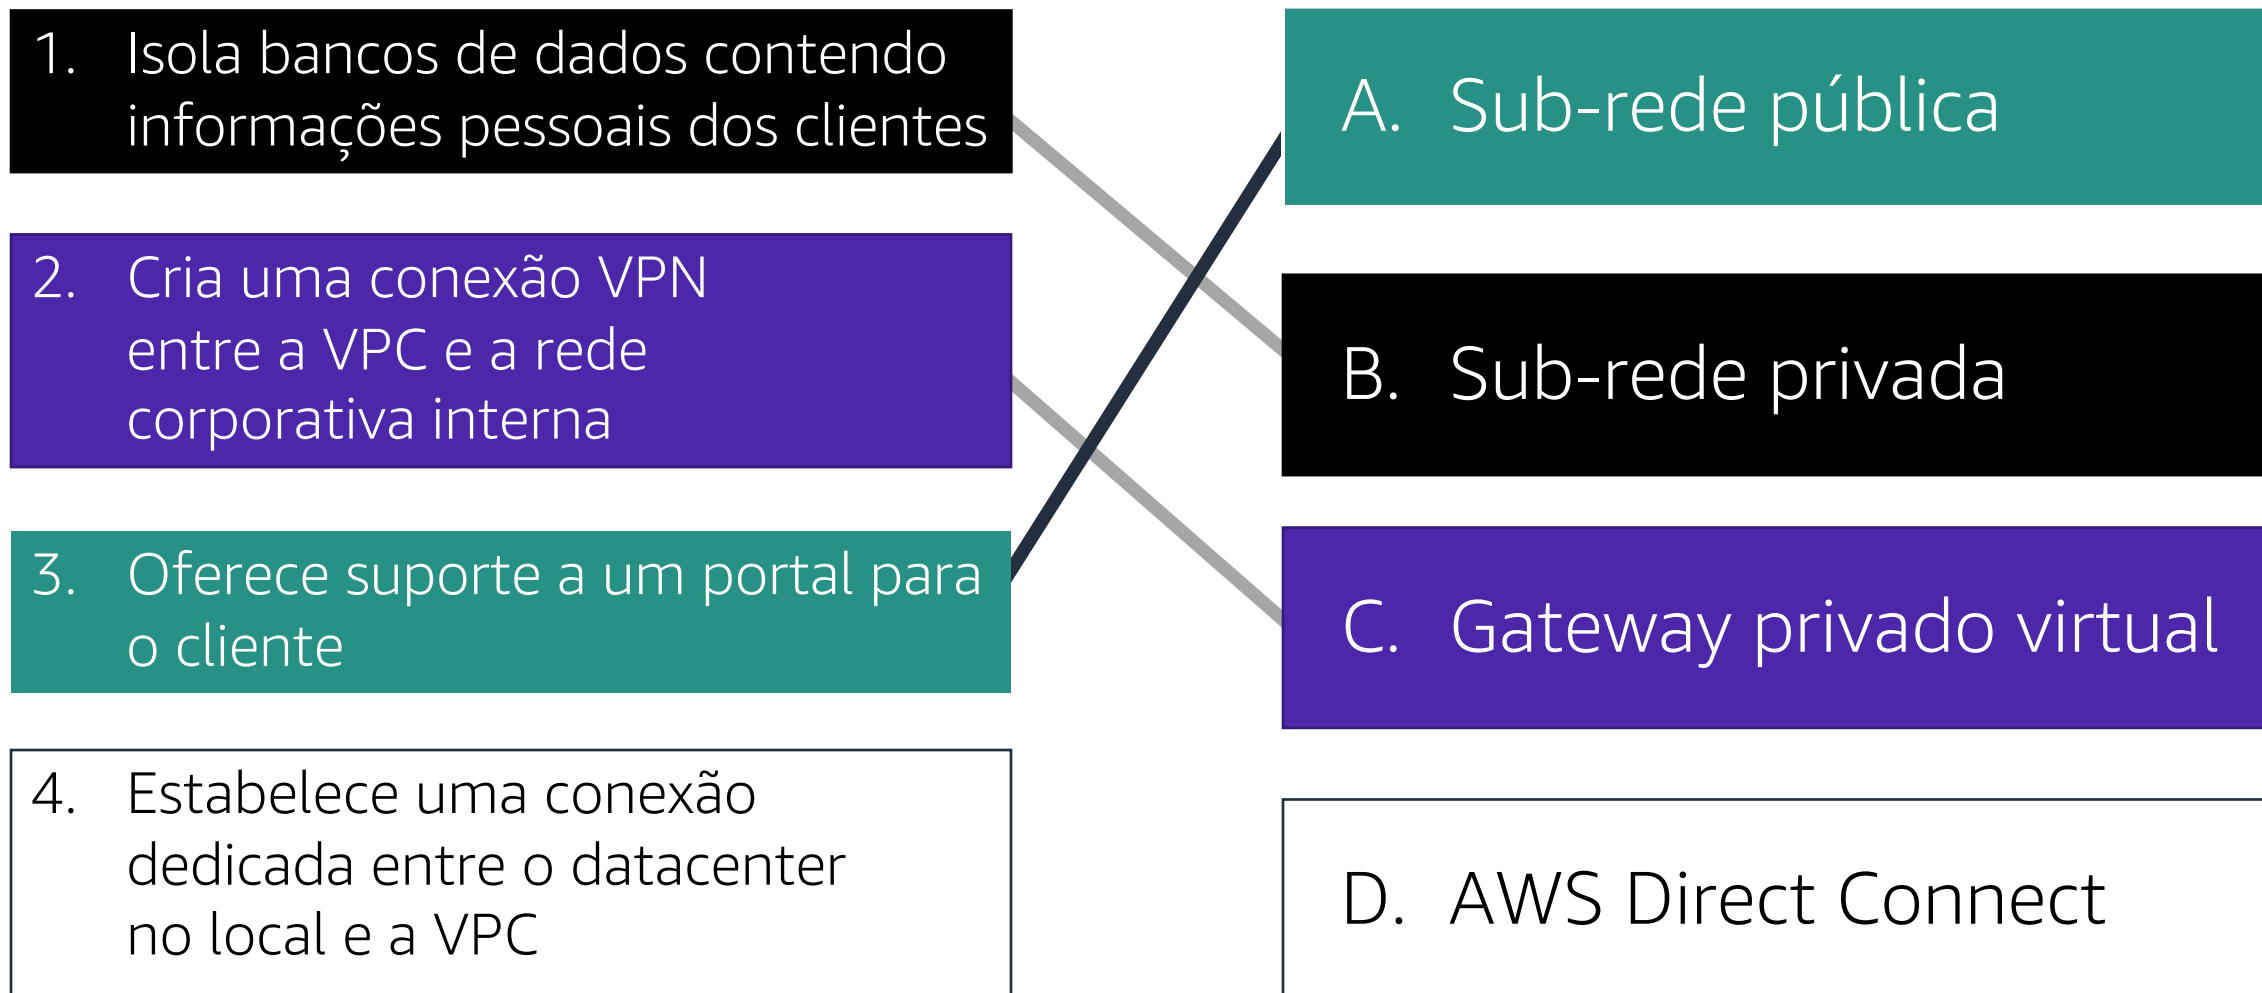 1. Isola bancos de dados contendo
informações pessoais dos clientes
2. Cria uma conexão VPN
entre a VPC e a rede
corporativa interna
3. Oferece suporte a um portal para
o cliente
4. Estabelece uma conexão
dedicada entre o datacenter
no local e a VPC
A. Sub-rede pública
B. Sub-rede privada
C. Gateway privado virtual
D. AWS Direct Connect